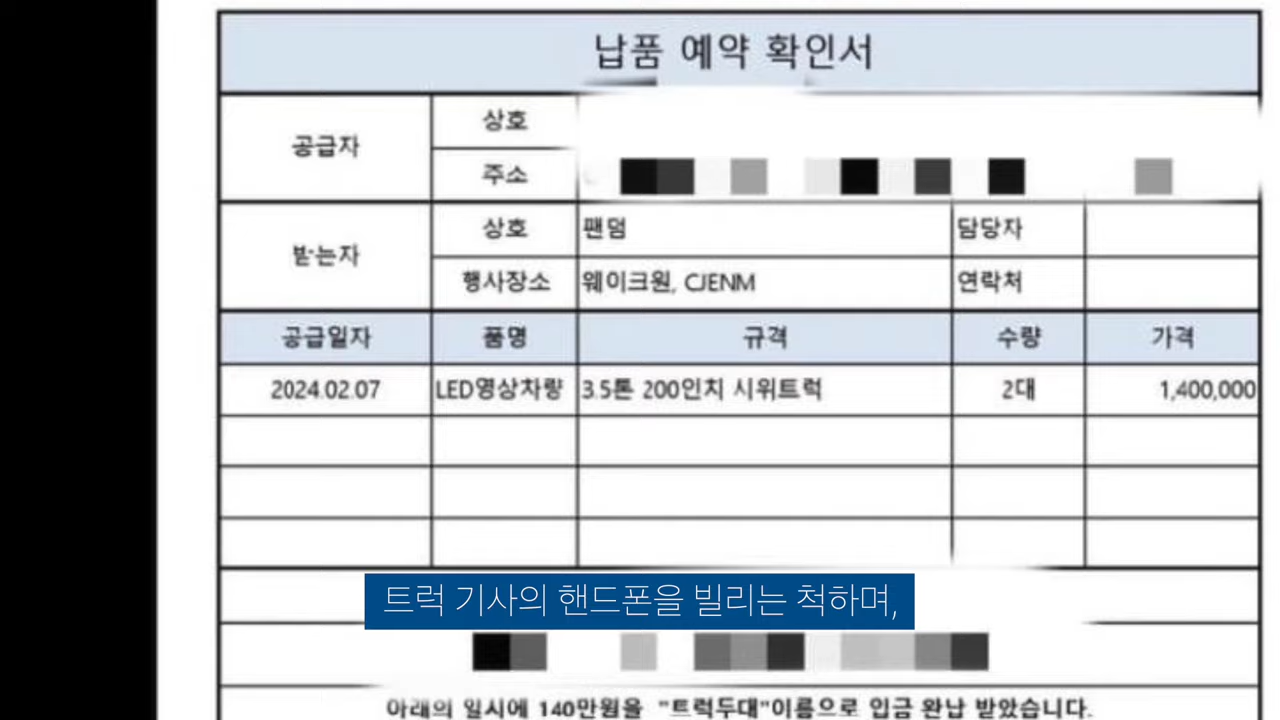 납품 예약 확인서
공급자
상호
주소
받는자
상호 팬덤 담당자
행사장소 웨이크원, CJENM 연락처
공급일자 품명 규격 수량 가격
2024.02.07 LED영상차량 3.5톤 200인치 시위트럭 2대 1,400,000
트럭 기사의 핸드폰을 빌리는 척하며,
아래의 일시에 140만원을 "트럭두대"이름으로 입금 완납 받았습니다.